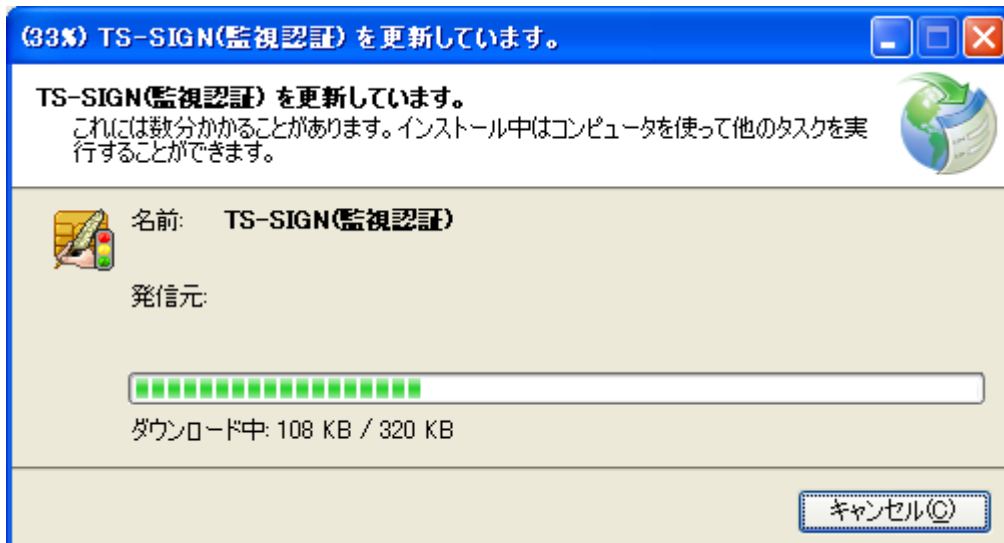 (33%) TS-SIGN(監視認証) を更新しています。
TS-SIGN(監視認証) を更新しています。
これには数分かかることがあります。インストール中はコンピュータを使って他のタスクを実
行することができます。
名前: TS-SIGN(監視認証)
発信元:
ダウンロード中: 108 KB / 320 KB
キャンセル(C)